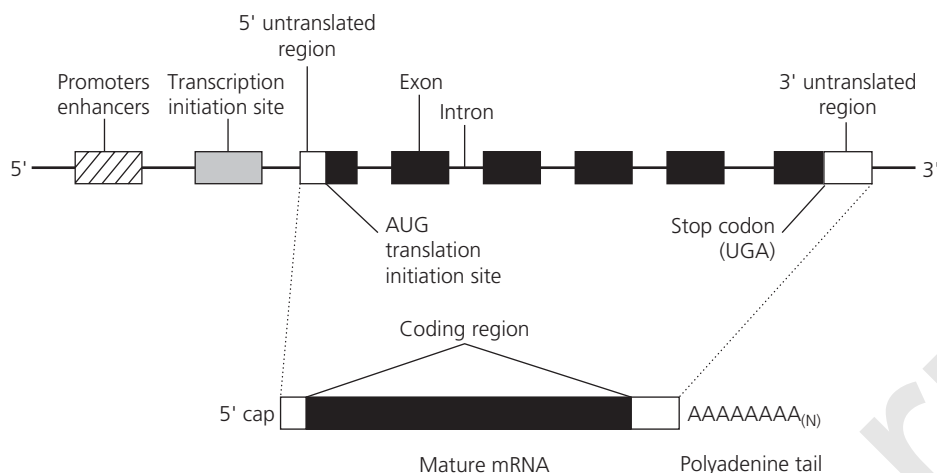 5' untranslated
region
Promoters
enhancers
Transcription
initiation site
Exon
Intron
3' untranslated
region
5'
3'
AUG
translation
initiation site
Stop codon
(UGA)
Coding region
5' cap
AAAAAAAA(N)
Mature mRNA
Polyadenine tail